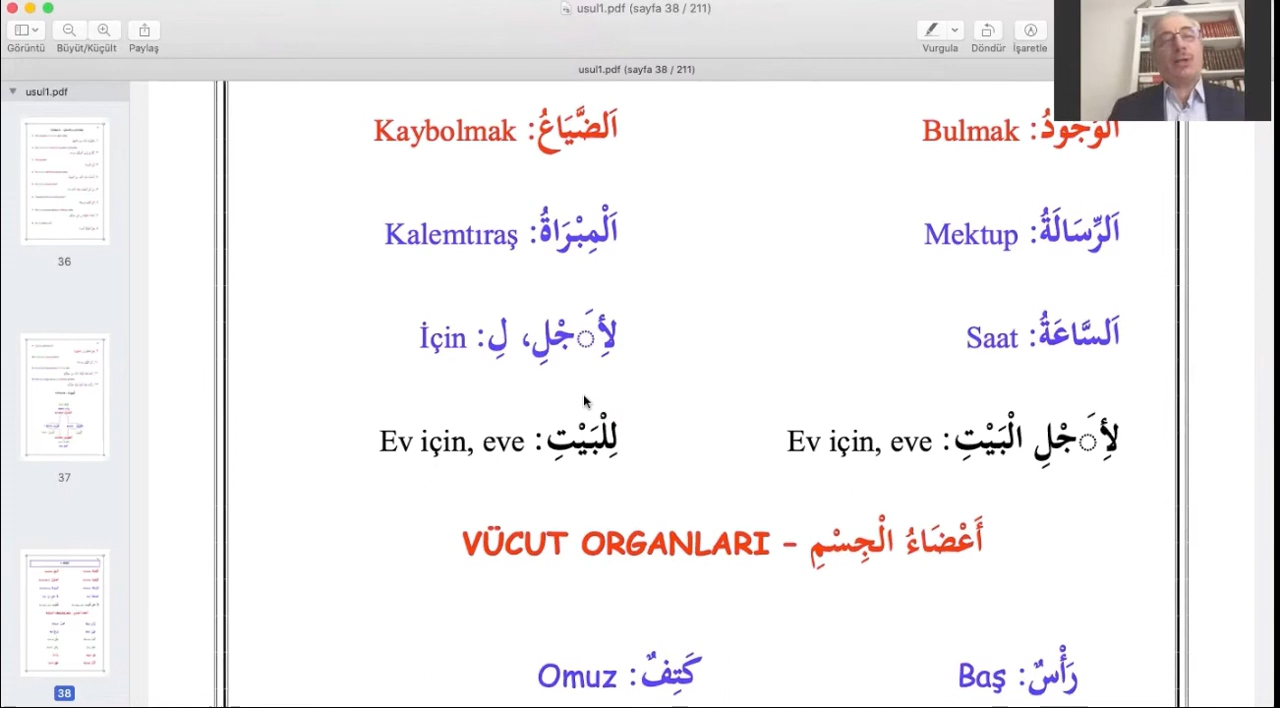 usul1.pdf (sayfa 38 / 211)
Görüntü Büyüt/Küçült Paylaş Vurgula Döndür İşaretle
usul1.pdf (sayfa 38 / 211)
usul1.pdf
36
37
38
اَلْوُجُودُ: Bulmak اَلضَّيَاعُ: Kaybolmak
اَلرِّسَالَةُ: Mektup اَلْمِبْرَاةُ: Kalemtıraş
اَلسَّاعَةُ: Saat لِأَجْلِ، لِ: İçin
لِأَجْلِ الْبَيْتِ: Ev için, eve لِلْبَيْتِ: Ev için, eve
أَعْضَاءُ الْجِسْمِ – VÜCUT ORGANLARI
رَأْسٌ: Baş كَتِفٌ: Omuz